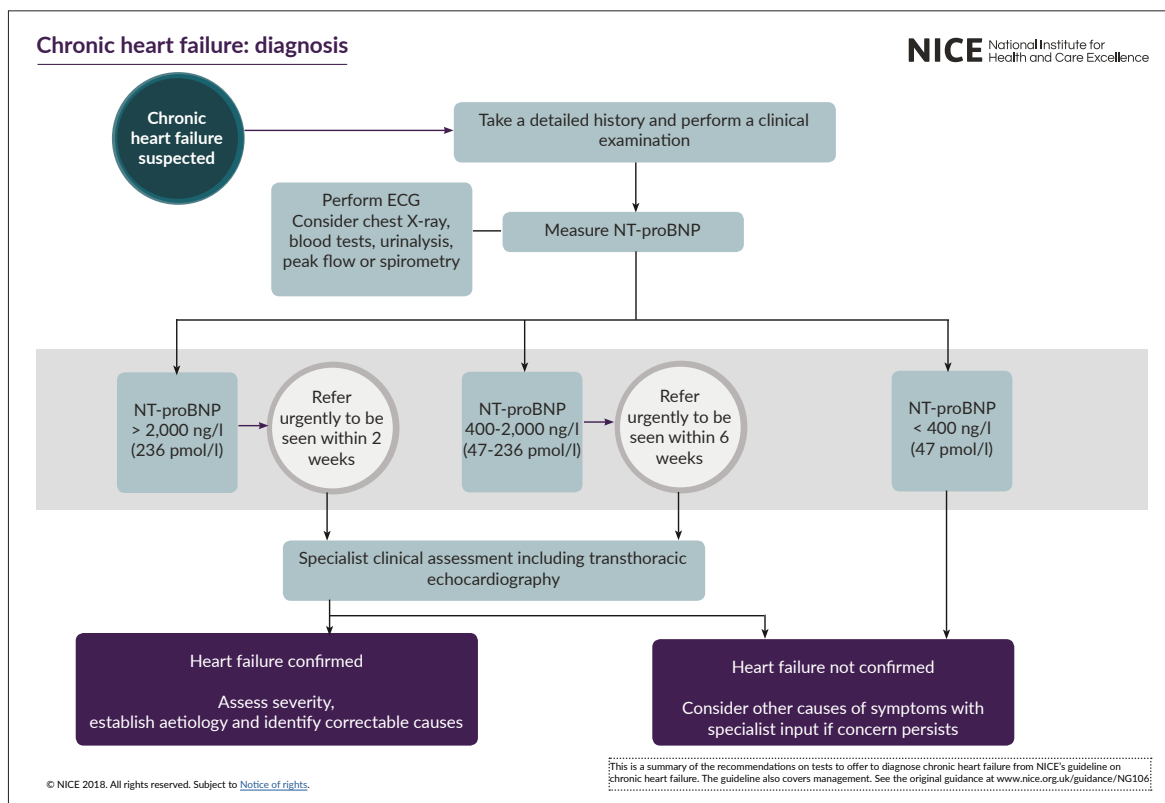 Chronic heart failure: diagnosis
NICE National Institute for
Health and Care Excellence
Chronic
heart failure
suspected
Take a detailed history and perform a clinical
examination
Perform ECG
Consider chest X-ray,
blood tests, urinalysis,
peak flow or spirometry
Measure NT-proBNP
NT-proBNP
> 2,000 ng/l
(236 pmol/l)
Refer
urgently to be
seen within 2
weeks
NT-proBNP
400-2,000 ng/l
(47-236 pmol/l)
Refer
urgently to be
seen within 6
weeks
NT-proBNP
< 400 ng/l
(47 pmol/l)
Specialist clinical assessment including transthoracic
echocardiography
Heart failure confirmed
Assess severity,
establish aetiology and identify correctable causes
Heart failure not confirmed
Consider other causes of symptoms with
specialist input if concern persists
© NICE 2018. All rights reserved. Subject to Notice of rights.
This is a summary of the recommendations on tests to offer to diagnose chronic heart failure from NICE's guideline on
chronic heart failure. The guideline also covers management. See the original guidance at www.nice.org.uk/guidance/NG106